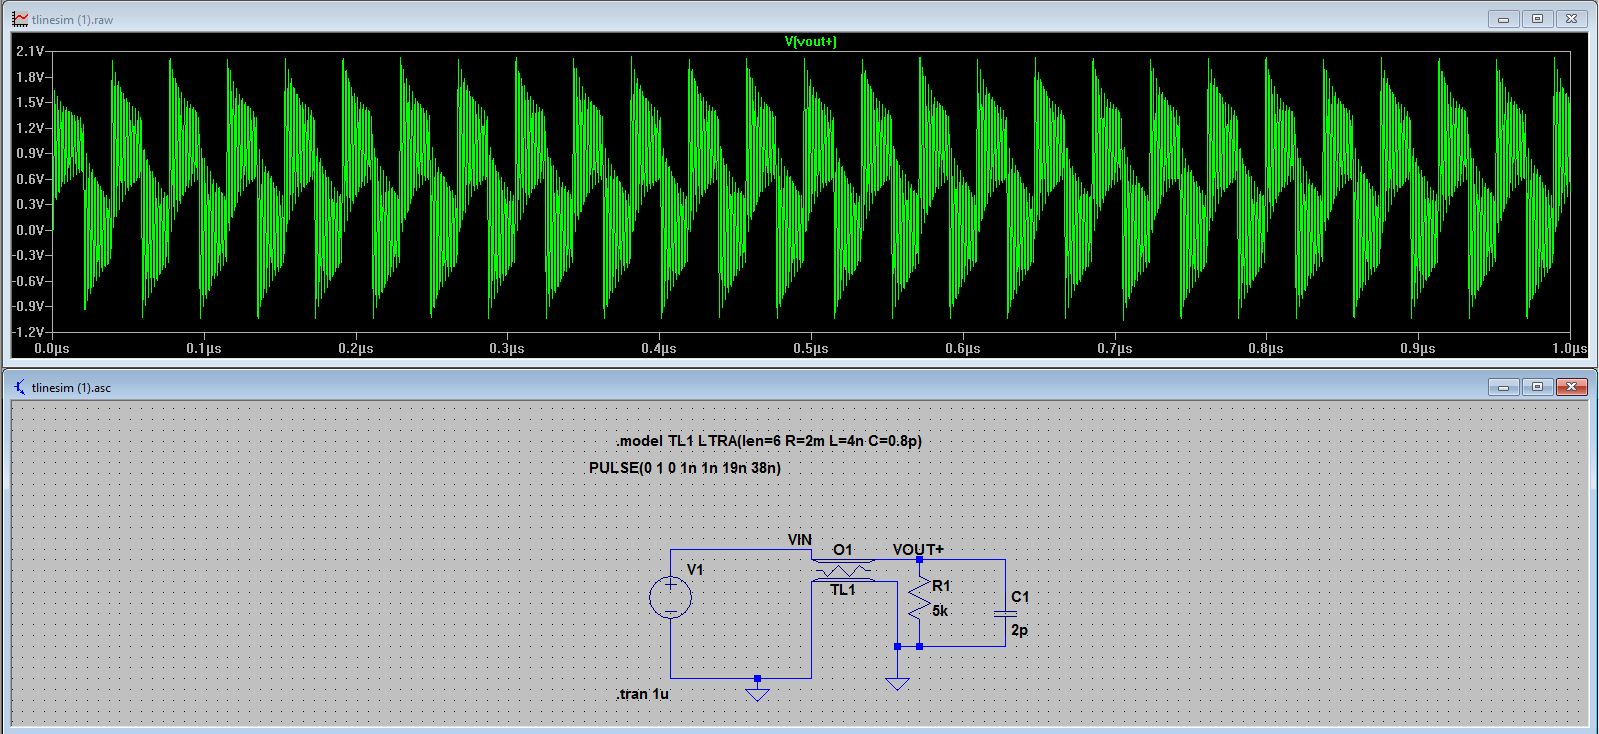 tlinesim (1).raw
V(vout+)
2.1V
1.8V
1.5V
1.2V
0.9V
0.6V
0.3V
0.0V
-0.3V
-0.6V
-0.9V
-1.2V
0.0µs 0.1µs 0.2µs 0.3µs 0.4µs 0.5µs 0.6µs 0.7µs 0.8µs 0.9µs 1.0µs
tlinesim (1).asc
.model TL1 LTRA(len=6 R=2m L=4n C=0.8p)
PULSE(0 1 0 1n 1n 19n 38n)
VIN O1 VOUT+
V1
TL1 R1
5k
C1
2p
.tran 1u